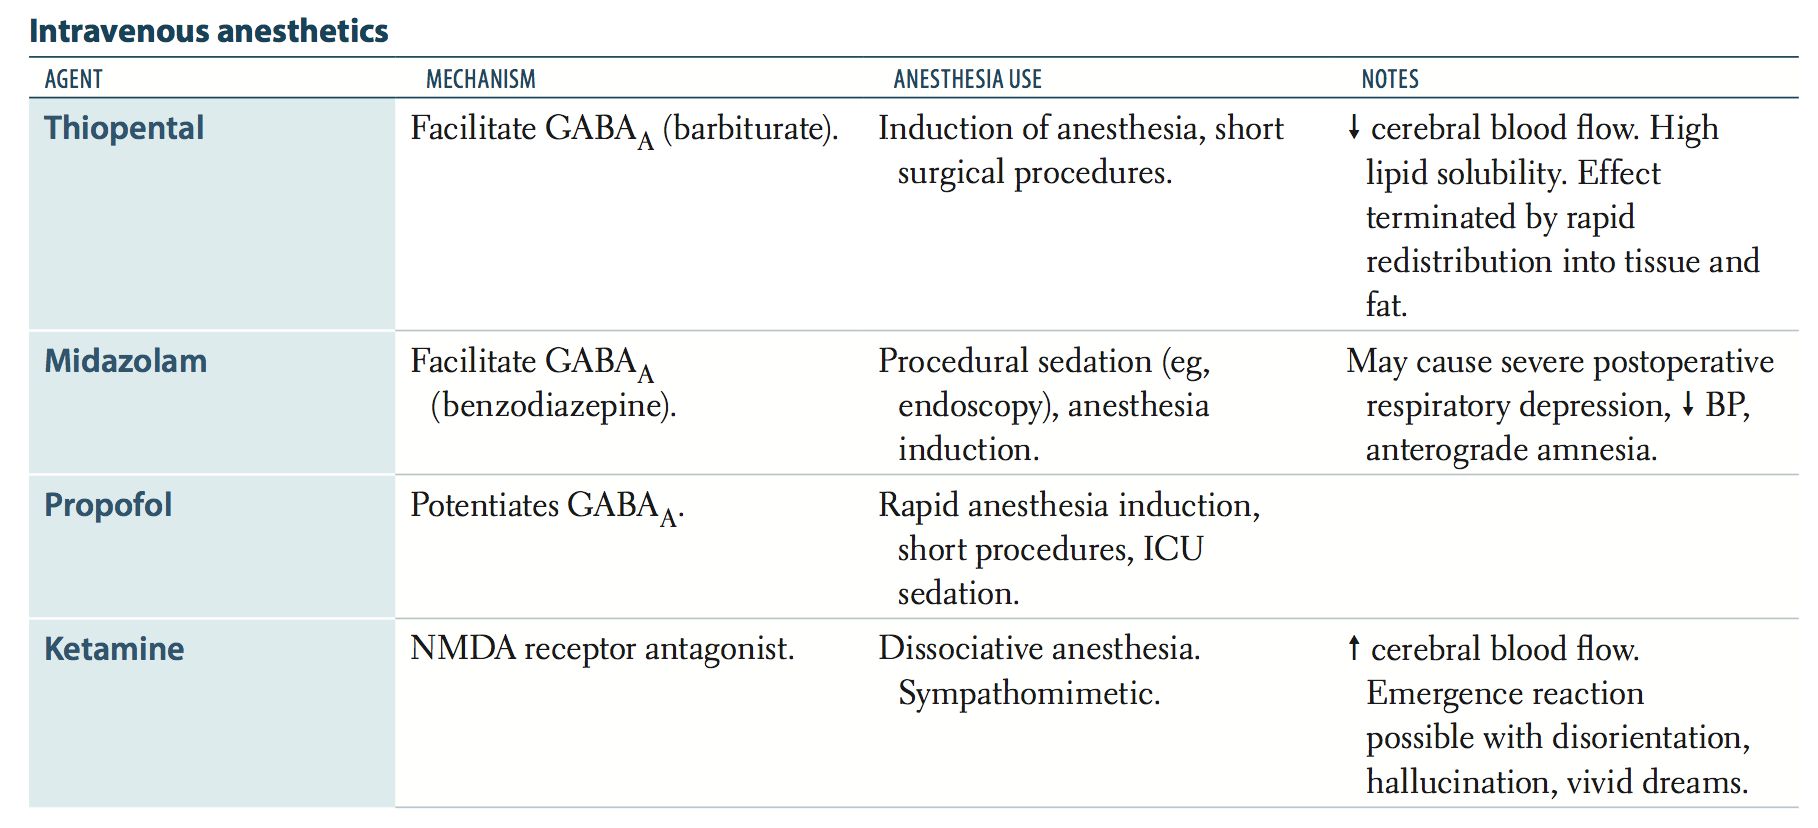 Intravenous anesthetics
AGENT MECHANISM ANESTHESIA USE NOTES
Thiopental
Facilitate GABAA (barbiturate).
Induction of anesthesia, short
surgical procedures.
↓ cerebral blood flow. High
lipid solubility. Effect
terminated by rapid
redistribution into tissue and
fat.
Midazolam
Facilitate GABAA
(benzodiazepine).
Procedural sedation (eg,
endoscopy), anesthesia
induction.
May cause severe postoperative
respiratory depression, ↓ BP,
anterograde amnesia.
Propofol
Potentiates GABAA.
Rapid anesthesia induction,
short procedures, ICU
sedation.
Ketamine
NMDA receptor antagonist.
Dissociative anesthesia.
Sympathomimetic.
↑ cerebral blood flow.
Emergence reaction
possible with disorientation,
hallucination, vivid dreams.